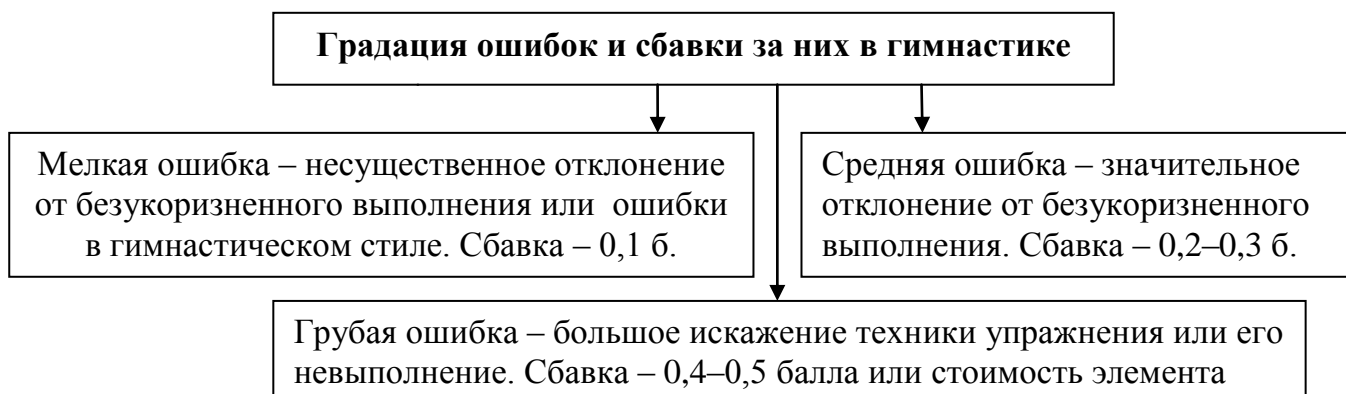 Градация ошибок и сбавки за них в гимнастике
Мелкая ошибка – несущественное отклонение
от безукоризненного выполнения или ошибки
в гимнастическом стиле. Сбавка – 0,1 б.
Средняя ошибка – значительное
отклонение от безукоризненного
выполнения. Сбавка – 0,2–0,3 б.
Грубая ошибка – большое искажение техники упражнения или его
невыполнение. Сбавка – 0,4–0,5 балла или стоимость элемента